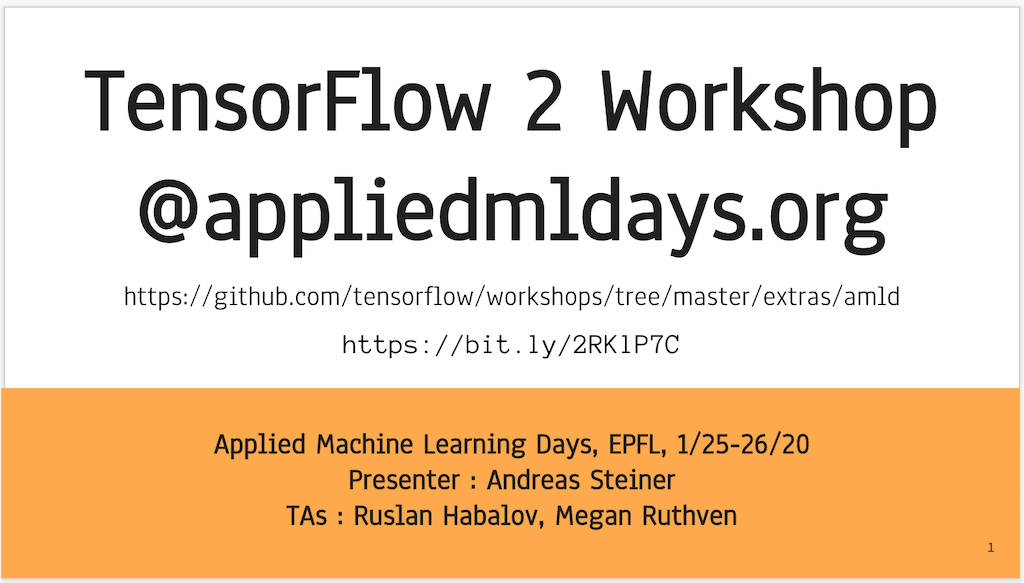 TensorFlow 2 Workshop
@appliedmldays.org
https://github.com/tensorflow/workshops/tree/master/extras/amld
https://bit.ly/2RKlP7C
Applied Machine Learning Days, EPFL, 1/25-26/20
Presenter : Andreas Steiner
TAs : Ruslan Habalov, Megan Ruthven
1